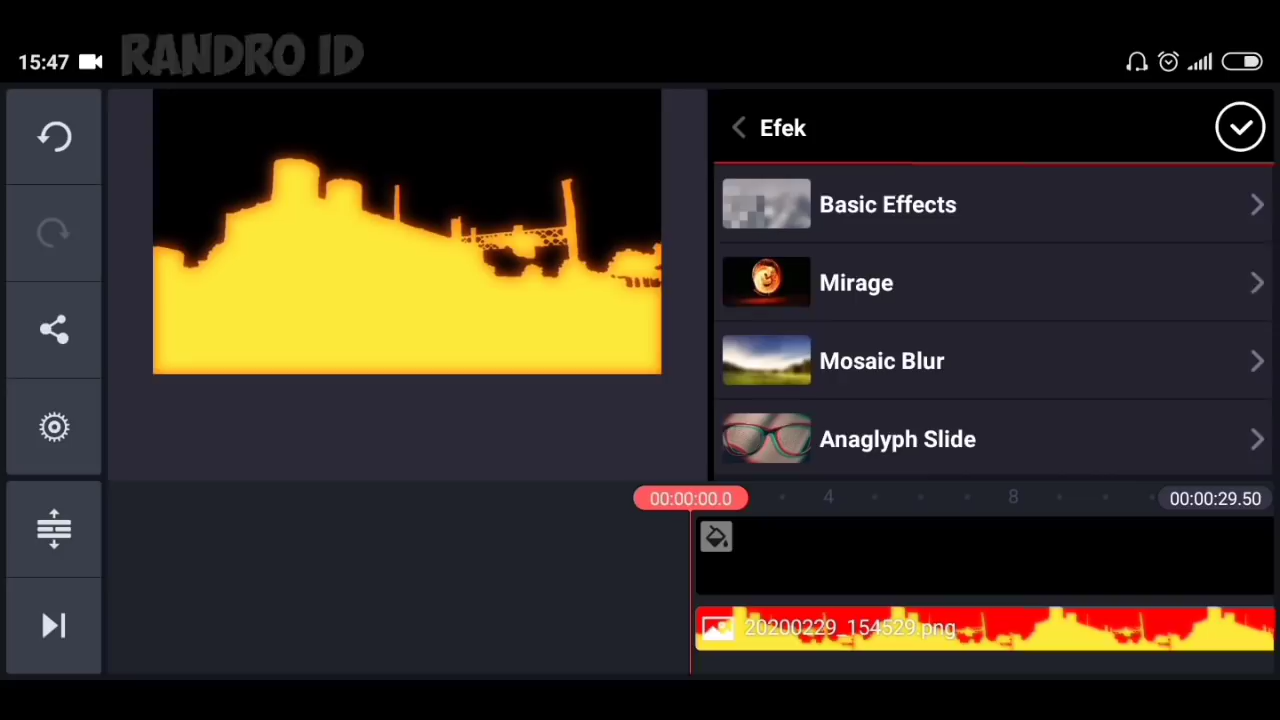 RANDRO ID
15:47
Efek
Basic Effects
Mirage
Mosaic Blur
Anaglyph Slide
00:00:00.0
4
8
00:00:29.50
20200229_154529.png